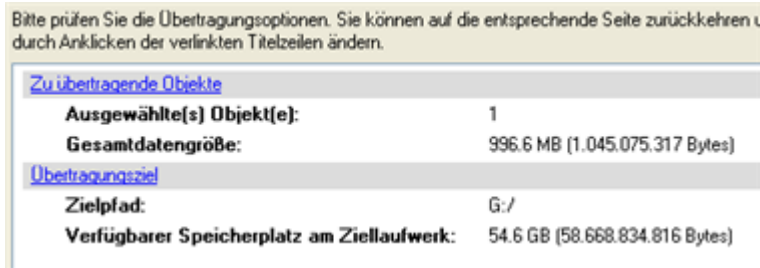 Bitte prüfen Sie die Übertragungsoptionen. Sie können auf die entsprechende Seite zurückkehren
durch Anklicken der verlinkten Titelzeilen ändern.
Zu übertragende Objekte
Ausgewählte(s) Objekt(e): 1
Gesamtdatengröße: 996.6 MB (1.045.075.317 Bytes)
Übertragungsziel
Zielpfad: G:/
Verfügbarer Speicherplatz am Ziellaufwerk: 54.6 GB (58.668.834.816 Bytes)